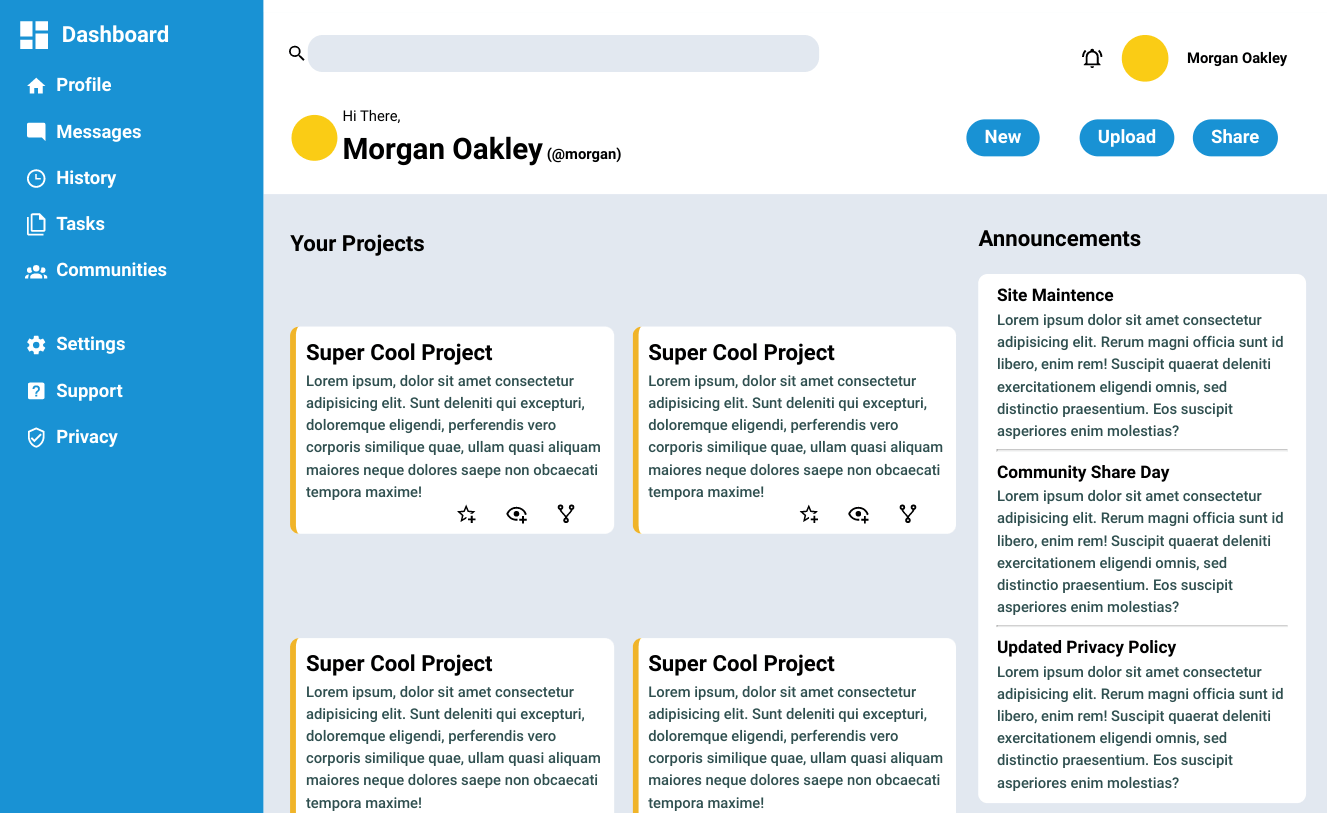 Dashboard
Profile
Messages
History
Tasks
Communities
Settings
Support
Privacy
Morgan Oakley
Hi There,
Morgan Oakley (@morgan)
New
Upload
Share
Your Projects
Super Cool Project
Lorem ipsum, dolor sit amet consectetur
adipisicing elit. Sunt deleniti qui excepturi,
doloremque eligendi, perferendis vero
corporis similique quae, ullam quasi aliquam
maiores neque dolores saepe non obcaecati
tempora maxime!
Super Cool Project
Lorem ipsum, dolor sit amet consectetur
adipisicing elit. Sunt deleniti qui excepturi,
doloremque eligendi, perferendis vero
corporis similique quae, ullam quasi aliquam
maiores neque dolores saepe non obcaecati
tempora maxime!
Super Cool Project
Lorem ipsum, dolor sit amet consectetur
adipisicing elit. Sunt deleniti qui excepturi,
doloremque eligendi, perferendis vero
corporis similique quae, ullam quasi aliquam
maiores neque dolores saepe non obcaecati
tempora maxime!
Super Cool Project
Lorem ipsum, dolor sit amet consectetur
adipisicing elit. Sunt deleniti qui excepturi,
doloremque eligendi, perferendis vero
corporis similique quae, ullam quasi aliquam
maiores neque dolores saepe non obcaecati
tempora maxime!
Announcements
Site Maintence
Lorem ipsum dolor sit amet consectetur
adipisicing elit. Rerum magni officia sunt id
libero, enim rem! Suscipit quaerat deleniti
exercitationem eligendi omnis, sed
distinctio praesentium. Eos suscipit
asperiores enim molestias?
Community Share Day
Lorem ipsum dolor sit amet consectetur
adipisicing elit. Rerum magni officia sunt id
libero, enim rem! Suscipit quaerat deleniti
exercitationem eligendi omnis, sed
distinctio praesentium. Eos suscipit
asperiores enim molestias?
Updated Privacy Policy
Lorem ipsum dolor sit amet consectetur
adipisicing elit. Rerum magni officia sunt id
libero, enim rem! Suscipit quaerat deleniti
exercitationem eligendi omnis, sed
distinctio praesentium. Eos suscipit
asperiores enim molestias?